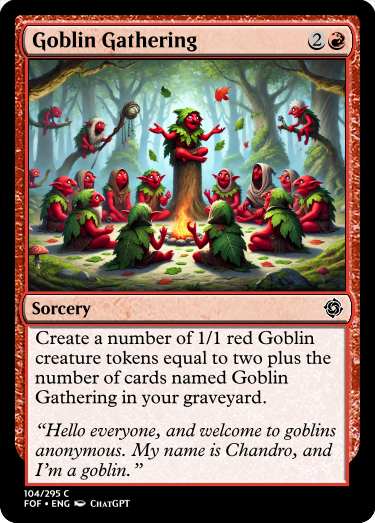 Goblin Gathering 2
Sorcery
Create a number of 1/1 red Goblin
creature tokens equal to two plus the
number of cards named Goblin
Gathering in your graveyard.
“Hello everyone, and welcome to goblins
anonymous. My name is Chandro, and
I’m a goblin.”
104/295 C
FOF • ENG ChatGPT